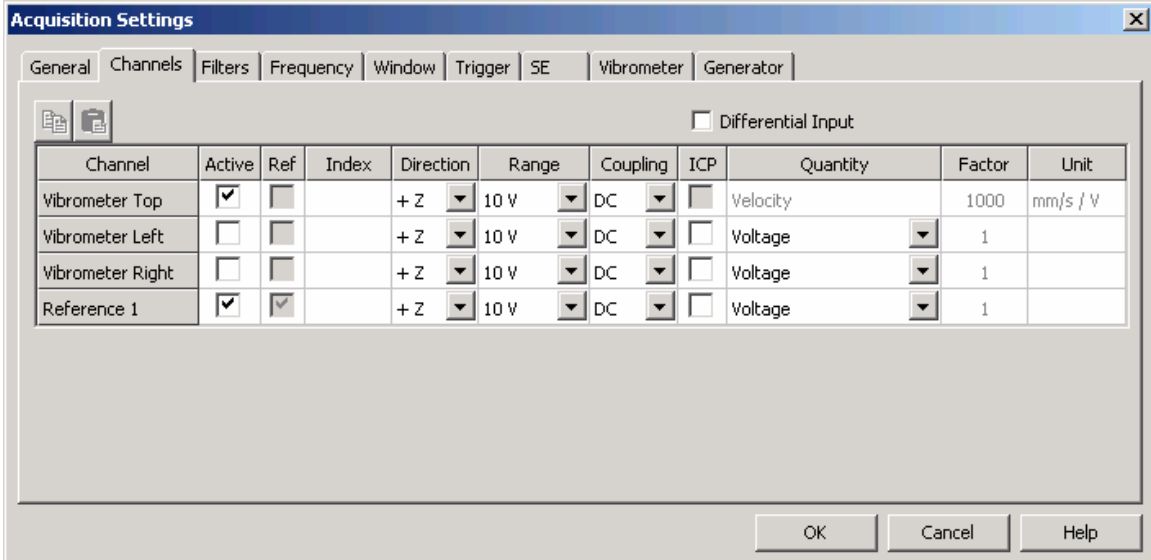 Acquisition Settings
General Channels Filters Frequency Window Trigger SE Vibrometer Generator
Differential Input
Channel Active Ref Index Direction Range Coupling ICP Quantity Factor Unit
Vibrometer Top + Z 10 V DC Velocity 1000 mm/s / V
Vibrometer Left + Z 10 V DC Voltage 1
Vibrometer Right + Z 10 V DC Voltage 1
Reference 1 + Z 10 V DC Voltage 1
OK Cancel Help